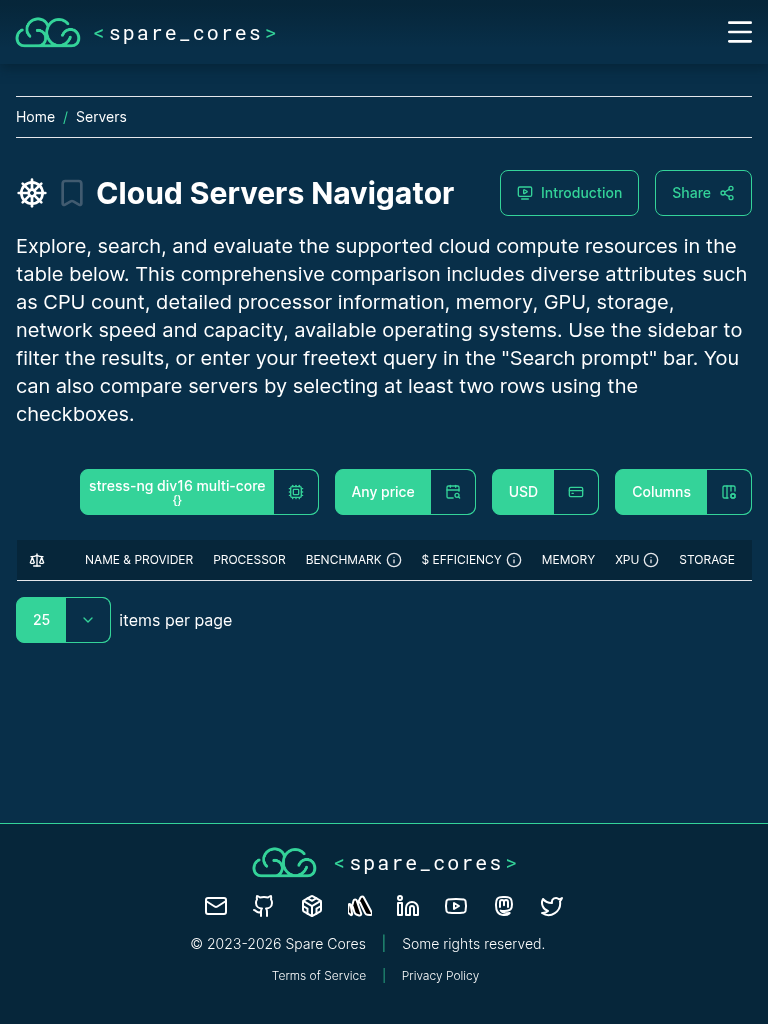 <spare_cores>
Home / Servers
Cloud Servers Navigator
Introduction
Share
Explore, search, and evaluate the supported cloud compute resources in the
table below. This comprehensive comparison includes diverse attributes such
as CPU count, detailed processor information, memory, GPU, storage,
network speed and capacity, available operating systems. Use the sidebar to
filter the results, or enter your freetext query in the "Search prompt" bar. You
can also compare servers by selecting at least two rows using the
checkboxes.
stress-ng div16 multi-core
{}
Any price
USD
Columns
NAME & PROVIDER PROCESSOR BENCHMARK $ EFFICIENCY MEMORY XPU STORAGE
25 items per page
<spare_cores>
© 2023-2026 Spare Cores | Some rights reserved.
Terms of Service | Privacy Policy